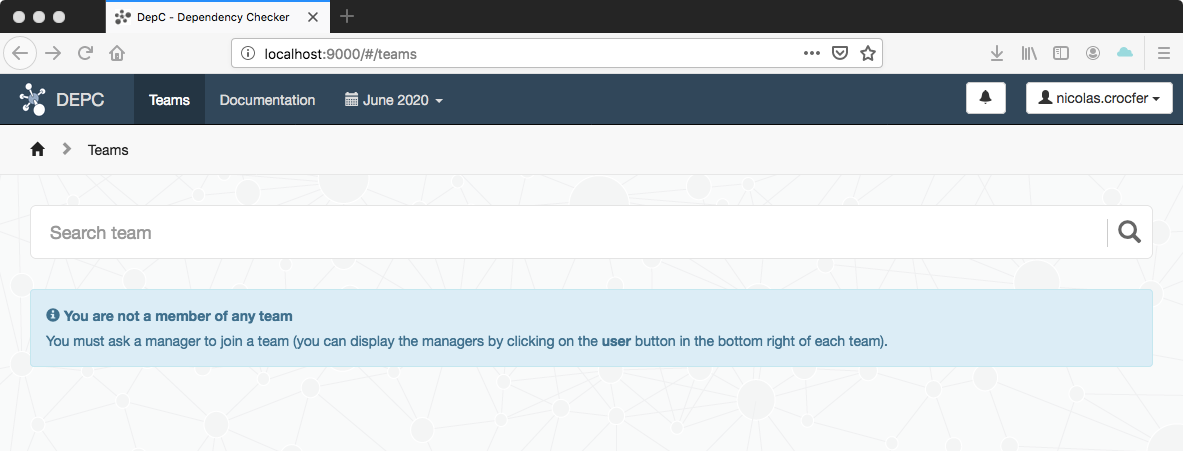 DepC - Dependency Checker
localhost:9000/#/teams
DEPC Teams Documentation June 2020 nicolas.crocfer
Teams
Search team
You are not a member of any team
You must ask a manager to join a team (you can display the managers by clicking on the user button in the bottom right of each team).